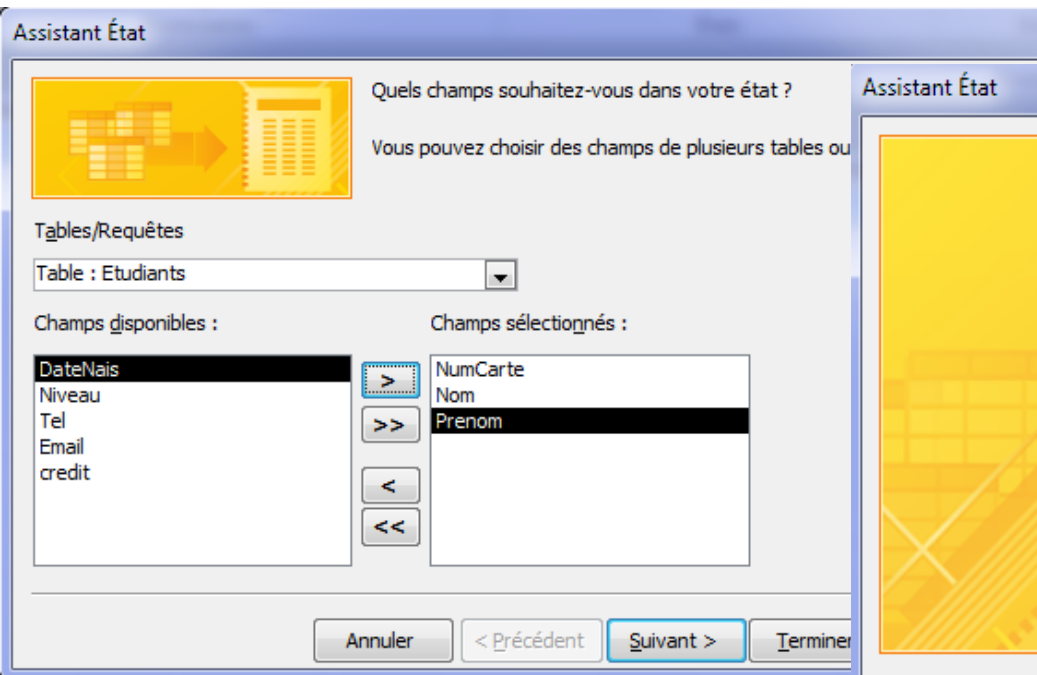 Assistant État
Quels champs souhaitez-vous dans votre état ?
Vous pouvez choisir des champs de plusieurs tables ou
Tables/Requêtes
Table : Etudiants
Champs disponibles :
DateNais
Niveau
Tel
Email
credit
>
>>
<
<<
Champs sélectionnés :
NumCarte
Nom
Prenom
Annuler
< Précédent
Suivant >
Terminer
Assistant État